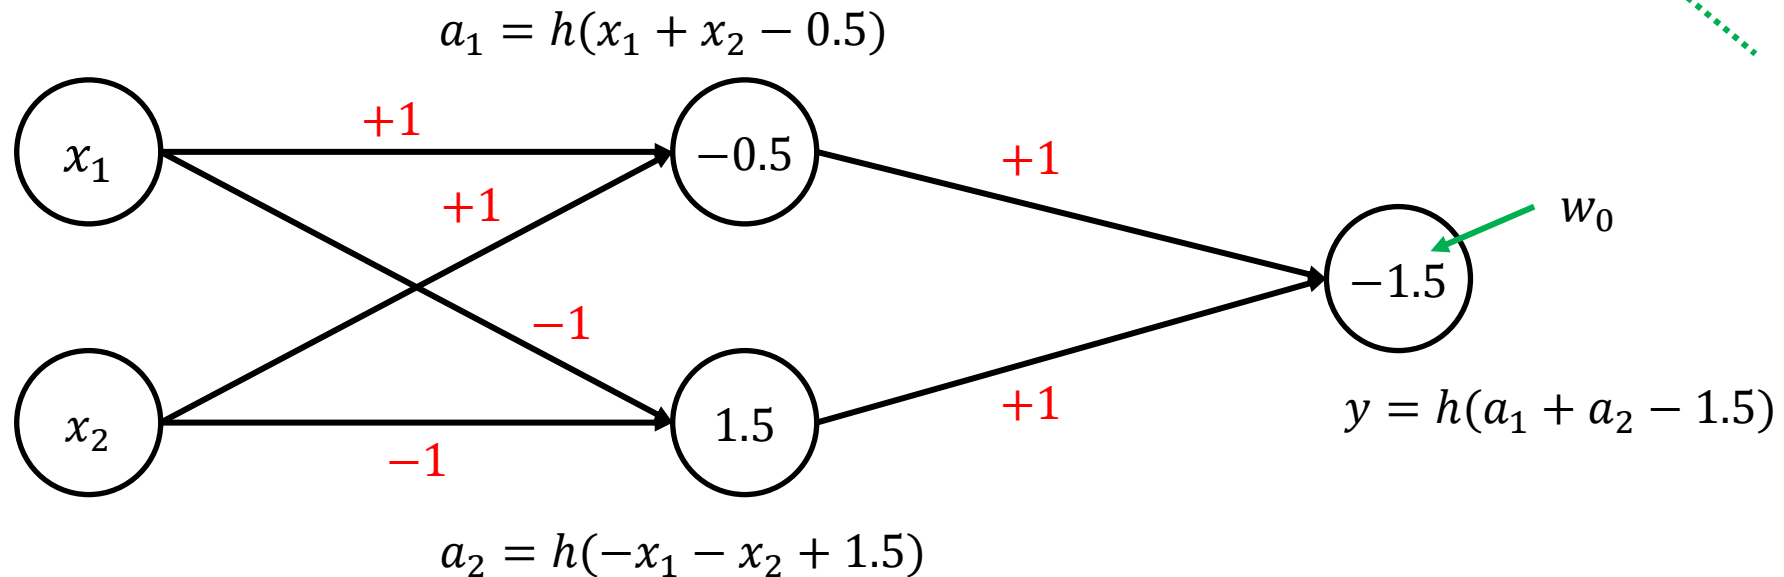 a₁ = h(x₁ + x₂ − 0.5)
+1
x₁
−0.5
+1
+1
w₀
−1.5
−1
x₂
1.5
+1
y = h(a₁ + a₂ − 1.5)
−1
a₂ = h(−x₁ − x₂ + 1.5)